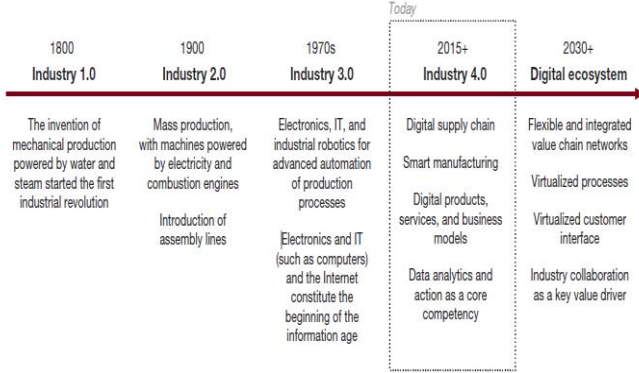 Today
1800
Industry 1.0
The invention of
mechanical production
powered by water and
steam started the first
industrial revolution
1900
Industry 2.0
Mass production,
with machines powered
by electricity and
combustion engines
Introduction of
assembly lines
1970s
Industry 3.0
Electronics, IT, and
industrial robotics for
advanced automation
of production
processes
Electronics and IT
(such as computers)
and the Internet
constitute the
beginning of the
information age
2015+
Industry 4.0
Digital supply chain
Smart manufacturing
Digital products,
services, and business
models
Data analytics and
action as a core
competency
2030+
Digital ecosystem
Flexible and integrated
value chain networks
Virtualized processes
Virtualized customer
interface
Industry collaboration
as a key value driver